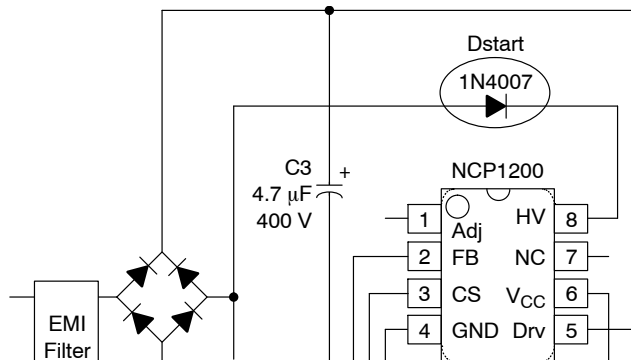 Dstart
1N4007
C3
+
4.7 μF
400 V
NCP1200
1
Adj
HV
8
2
FB
NC
7
3
CS
VCC
6
4
GND
Drv
5
EMI
Filter